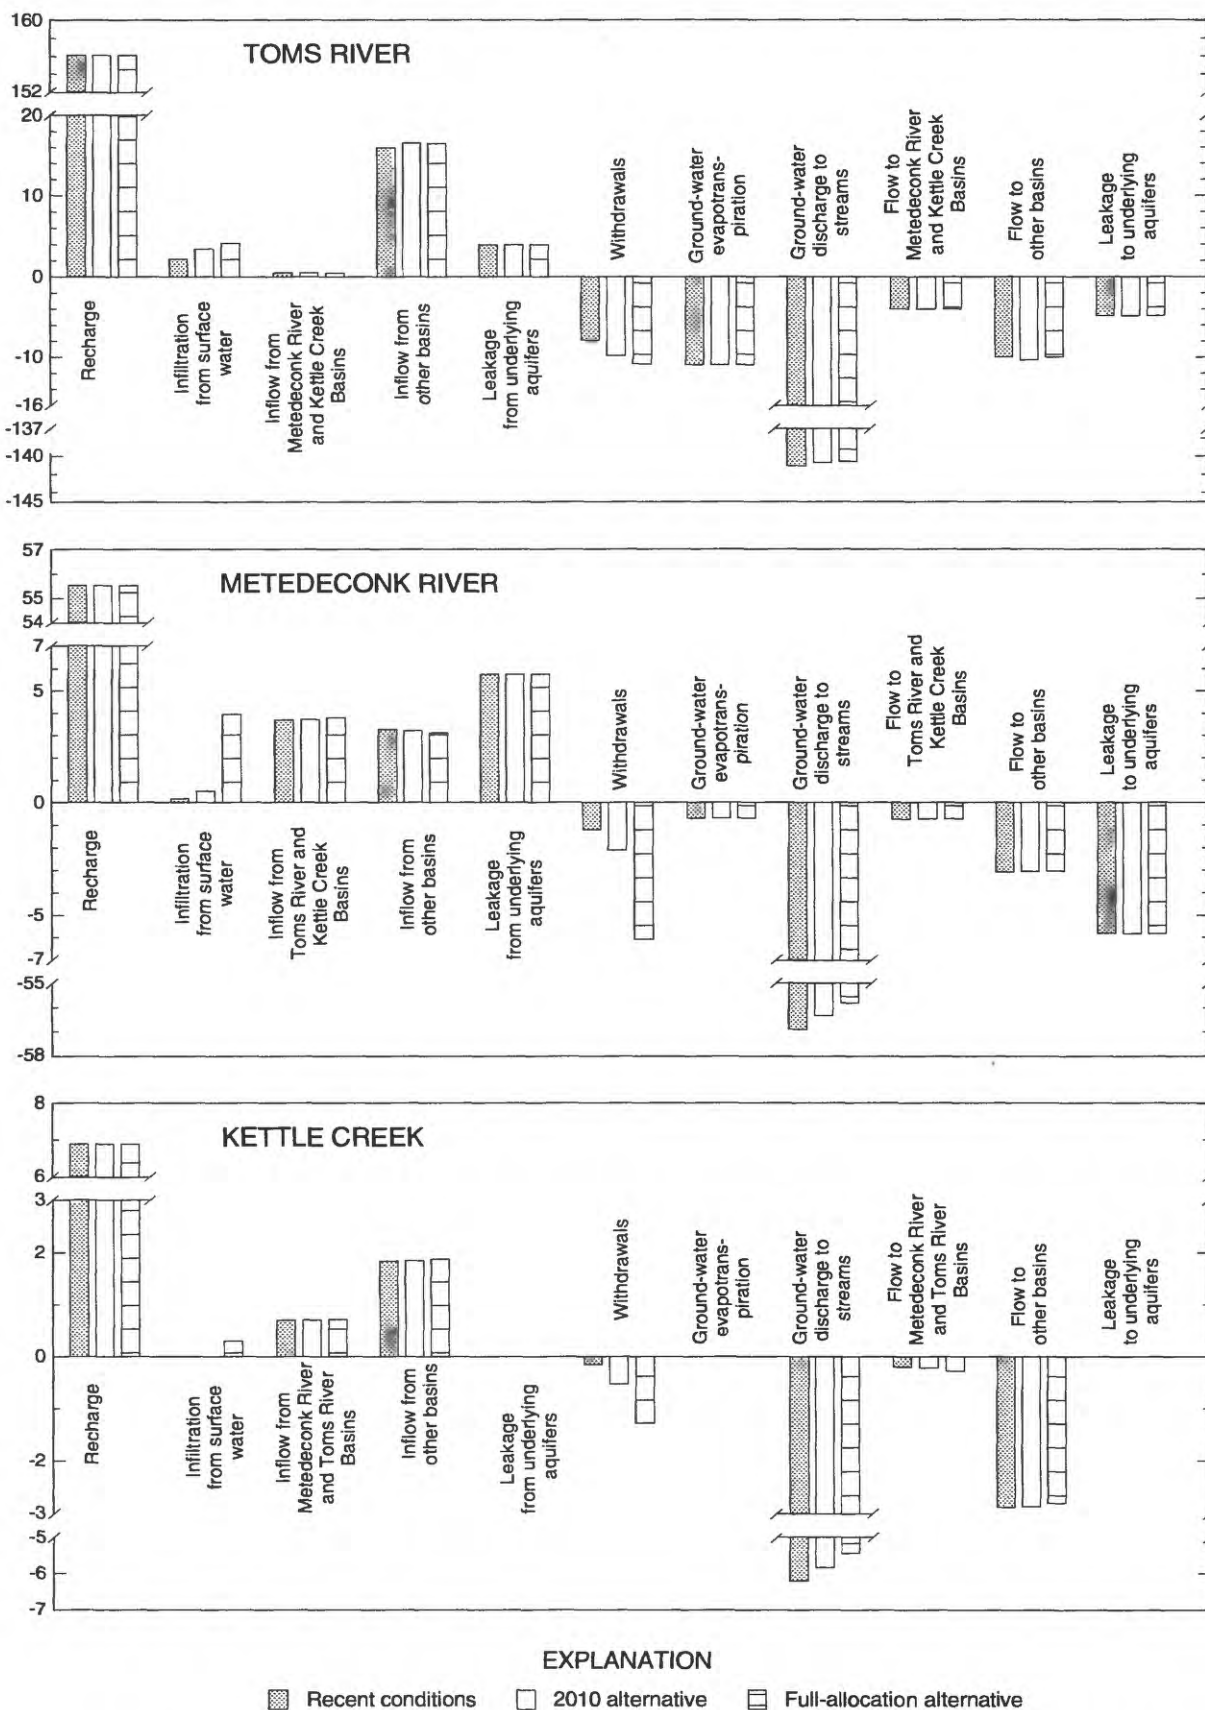 TOMS RIVER
160
152
20
10
0
-10
-16
-137
-140
-145
Recharge
Infiltration
from surface
water
Inflow from
Metedeconk River
and Kettle Creek
Basins
Inflow from
other basins
Leakage
from underlying
aquifers
Withdrawals
Ground-water
evapotrans-
piration
Ground-water
discharge to
streams
Flow to
Metedeconk River
and Kettle Creek
Basins
Flow to
other basins
Leakage
to underlying
aquifers
METEDECONK RIVER
57
55
54
7
5
0
-5
-7
-55
-58
Recharge
Infiltration
from surface
water
Inflow from
Toms River and
Kettle Creek
Basins
Inflow from
other basins
Leakage
from underlying
aquifers
Withdrawals
Ground-water
evapotrans-
piration
Ground-water
discharge to
streams
Flow to
Toms River and
Kettle Creek
Basins
Flow to
other basins
Leakage
to underlying
aquifers
KETTLE CREEK
8
6
3
2
0
-2
-3
-5
-6
-7
Recharge
Infiltration
from surface
water
Inflow from
Metedeconk River
and Toms River
Basins
Inflow from
other basins
Leakage
from underlying
aquifers
Withdrawals
Ground-water
evapotrans-
piration
Ground-water
discharge to
streams
Flow to
Metedeconk River
and Toms River
Basins
Flow to
other basins
Leakage
to underlying
aquifers
EXPLANATION
Recent conditions
2010 alternative
Full-allocation alternative